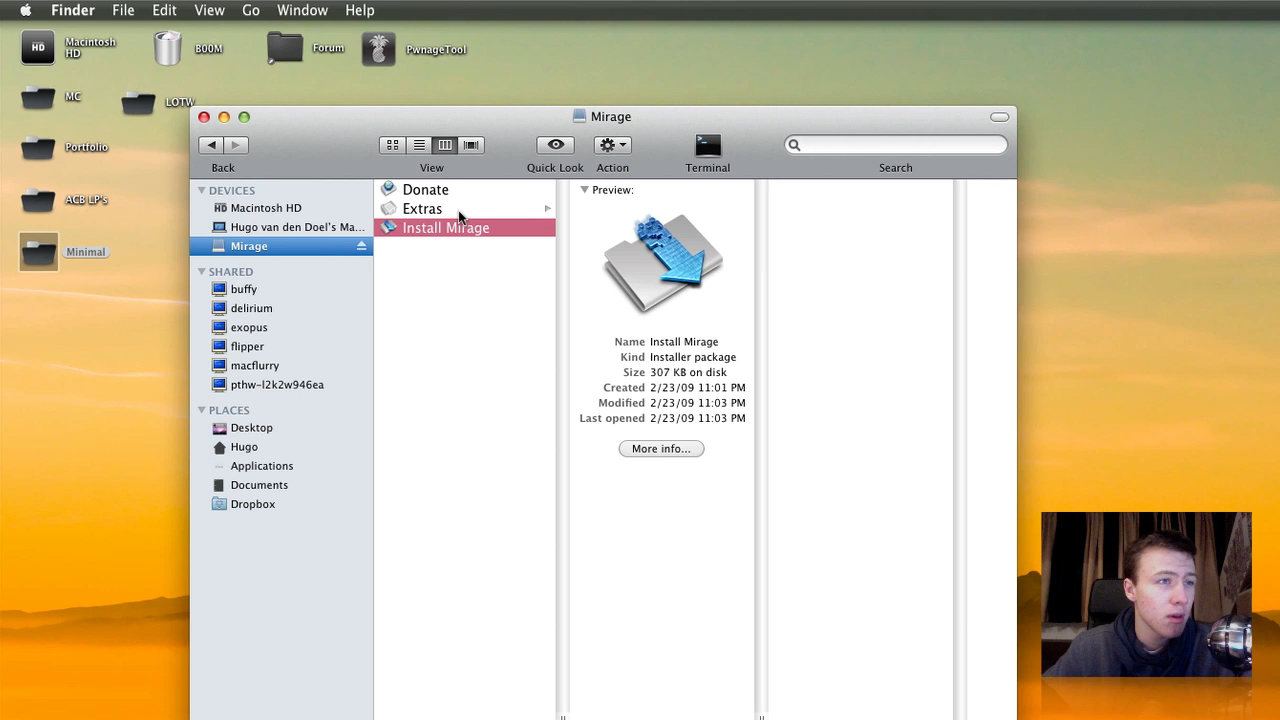 Finder File Edit View Go Window Help
Macintosh
HD
B00M
Forum
PwnageTool
MC
LOTW
Portfolio
ACB LP's
Minimal
Mirage
Back
View
Quick Look
Action
Terminal
Search
DEVICES
HD Macintosh HD
Hugo van den Doel's Ma...
Mirage
SHARED
buffy
delirium
exopus
flipper
macflurry
pthw-l2k2w946ea
PLACES
Desktop
Hugo
Applications
Documents
Dropbox
Donate
Extras
Install Mirage
Preview:
Name Install Mirage
Kind Installer package
Size 307 KB on disk
Created 2/23/09 11:01 PM
Modified 2/23/09 11:03 PM
Last opened 2/23/09 11:03 PM
More info...
HD